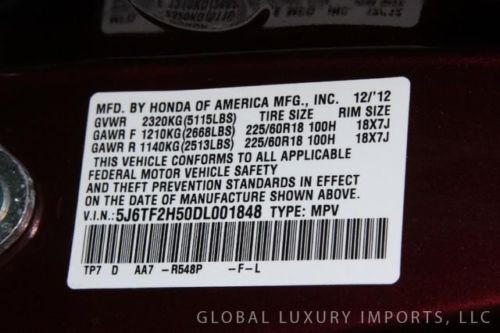 MFD. BY HONDA OF AMERICA MFG., INC. 12/'12
GVWR 2320KG(5115LBS) TIRE SIZE RIM SIZE
GAWR F 1210KG(2668LBS) 225/60R18 100H 18X7J
GAWR R 1140KG(2513LBS) 225/60R18 100H 18X7J
THIS VEHICLE CONFORMS TO ALL APPLICABLE
FEDERAL MOTOR VEHICLE SAFETY
AND THEFT PREVENTION STANDARDS IN EFFECT
ON THE DATE OF MANUFACTURE SHOWN ABOVE.
V.I.N.: 5J6TF2H50DL001848 TYPE: MPV
TP7 D AA7 -R548P -F-L
GLOBAL LUXURY IMPORTS, LLC